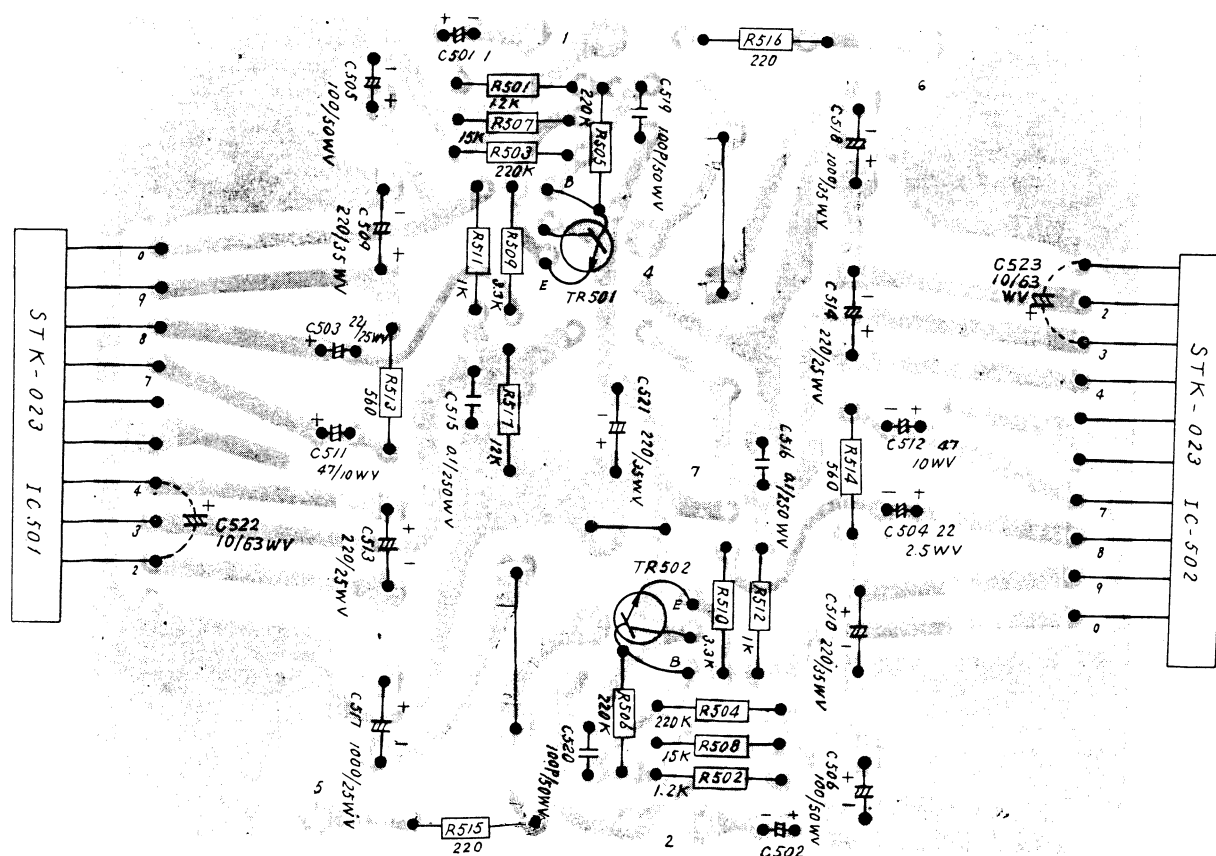 + -
C501 1
1
R516
220
6
C505
100/50WV
-
+
R501
1.2K
R507
15K
R503
220K
220K
R505
C519
100P/50WV
C518
1000/35WV
-
+
B
E
TR501
C509
220/35WV
-
+
R511
1K
R509
3.3K
4
STK-023 IC501
0
9
8
7
4
3
2
C503
22/25WV
+
R513
560
C511
47/10WV
+
C522
10/63WV
+
C515
0.1/250WV
R517
12K
C521
220/35WV
-
+
7
C516
0.1/250WV
C514
220/25WV
-
+
R514
560
- +
C512 47
10WV
- +
C504 22
2.5WV
C523
10/63
WV
+
2
3
4
7
8
9
0
STK-023 IC-502
C513
220/25WV
+
-
TR502
E
B
R510
3.3K
R512
1K
C510
220/35WV
+
-
C517
1000/25WV
+
-
5
R506
220K
C520
100P/50WV
R504
220K
R508
15K
R502
1.2K
C506
100/50WV
+
-
R515
220
2
- +
C502